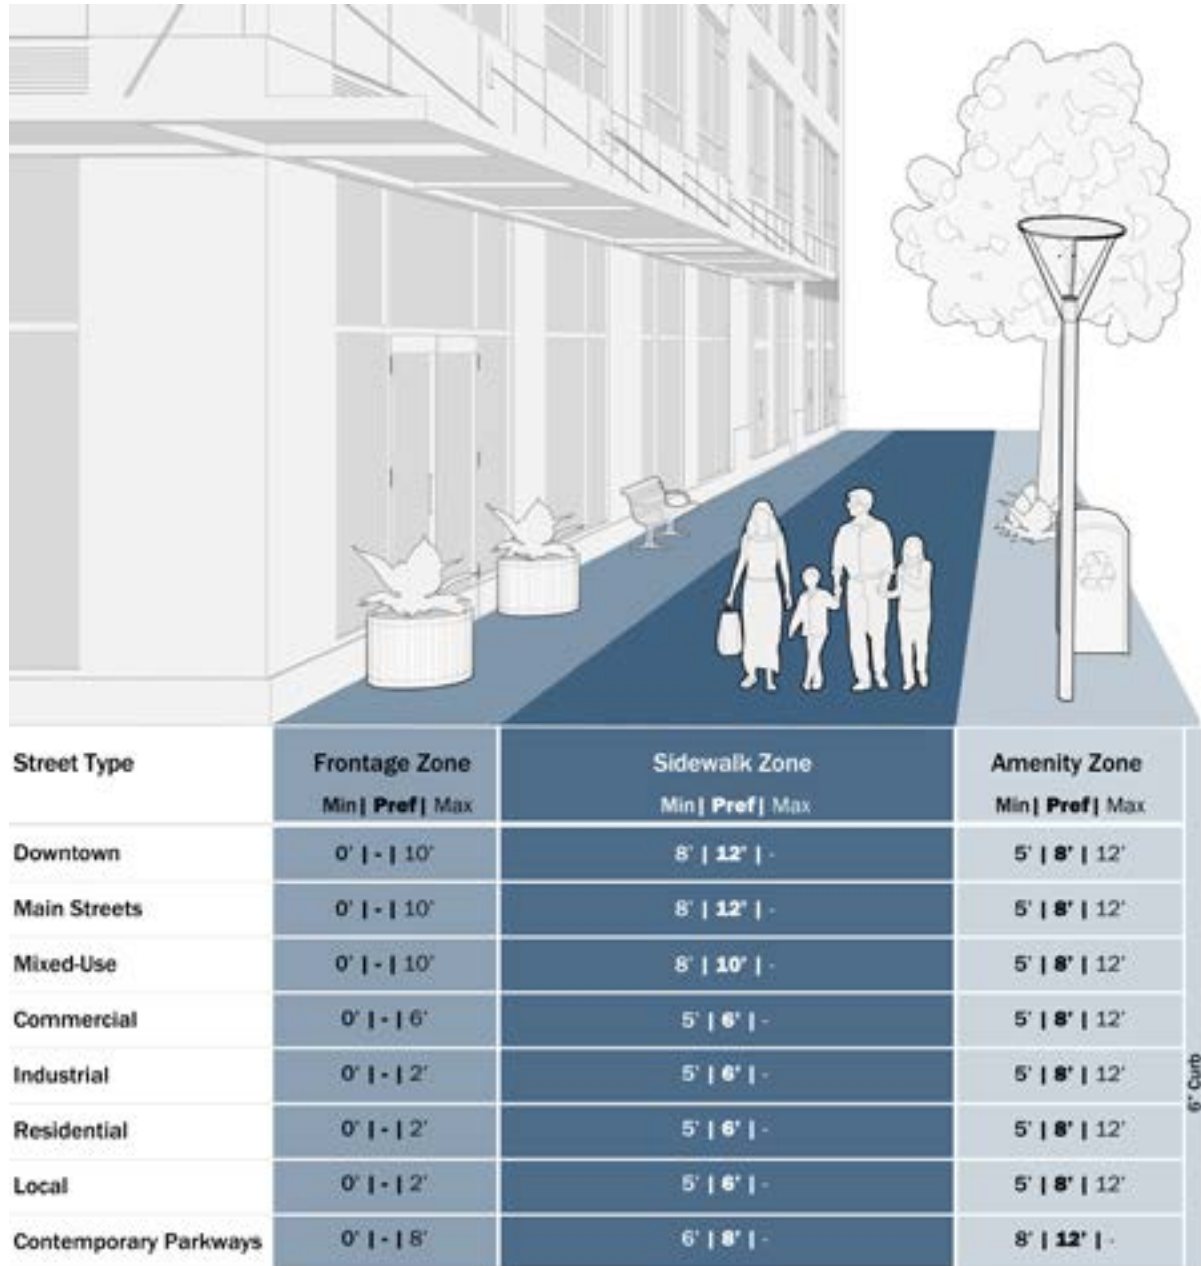 Street Type Frontage Zone Sidewalk Zone Amenity Zone
Min | Pref | Max Min | Pref | Max Min | Pref | Max
Downtown 0' | - | 10' 8' | 12' | - 5' | 8' | 12'
Main Streets 0' | - | 10' 8' | 12' | - 5' | 8' | 12'
Mixed-Use 0' | - | 10' 8' | 10' | - 5' | 8' | 12'
Commercial 0' | - | 6' 5' | 6' | - 5' | 8' | 12'
Industrial 0' | - | 2' 5' | 6' | - 5' | 8' | 12'
Residential 0' | - | 2' 5' | 6' | - 5' | 8' | 12'
Local 0' | - | 2' 5' | 6' | - 5' | 8' | 12'
Contemporary Parkways 0' | - | 8' 6' | 8' | - 8' | 12' | -
6" Curb